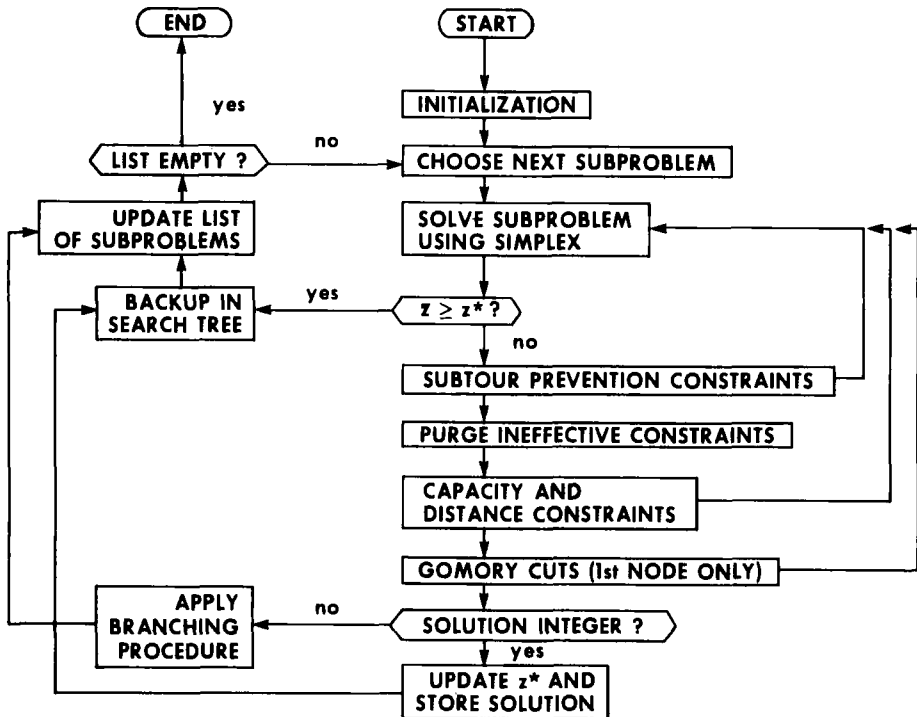 END
START
yes
INITIALIZATION
LIST EMPTY ?
no
CHOOSE NEXT SUBPROBLEM
UPDATE LIST
OF SUBPROBLEMS
SOLVE SUBPROBLEM
USING SIMPLEX
BACKUP IN
SEARCH TREE
yes
z ≥ z* ?
no
SUBTOUR PREVENTION CONSTRAINTS
PURGE INEFFECTIVE CONSTRAINTS
CAPACITY AND
DISTANCE CONSTRAINTS
GOMORY CUTS (1st NODE ONLY)
APPLY
BRANCHING
PROCEDURE
no
SOLUTION INTEGER ?
yes
UPDATE z* AND
STORE SOLUTION